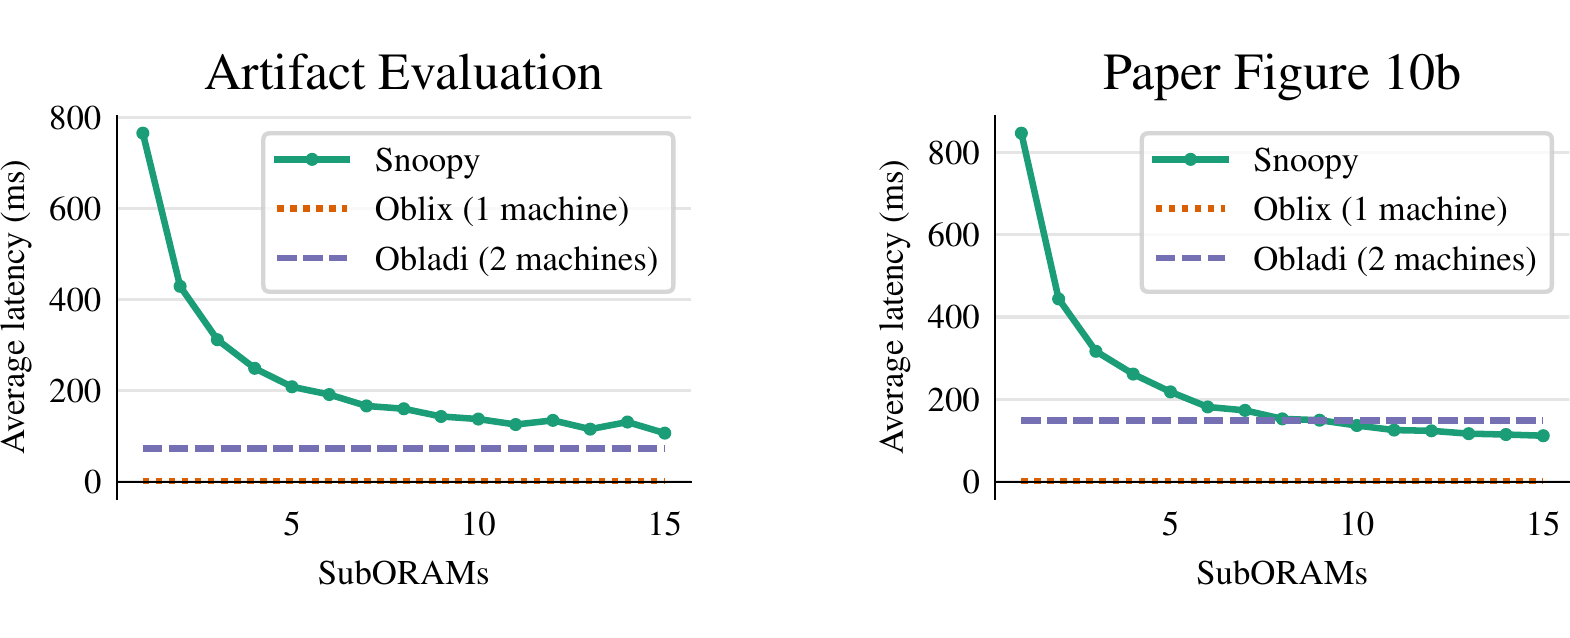 Artifact Evaluation
Average latency (ms)
800
600
400
200
0
Snoopy
Oblix (1 machine)
Obladi (2 machines)
5
10
15
SubORAMs
Paper Figure 10b
Average latency (ms)
800
600
400
200
0
Snoopy
Oblix (1 machine)
Obladi (2 machines)
5
10
15
SubORAMs